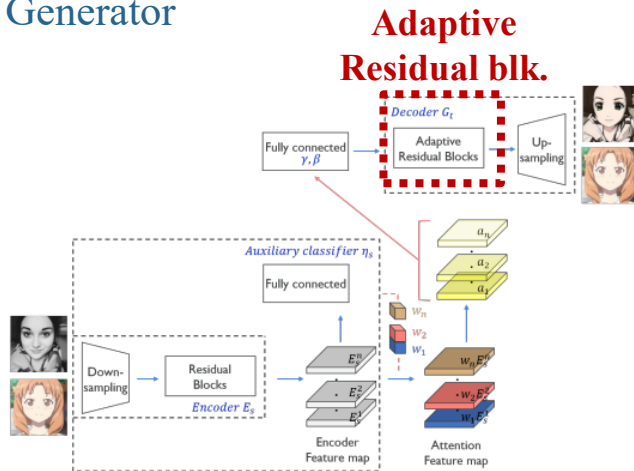 Generator
Adaptive
Residual blk.
Decoder G_t
Fully connected
γ, β
Adaptive
Residual Blocks
Up-
sampling
a_n
a_2
a_1
Auxiliary classifier η_s
Fully connected
w_n
w_2
w_1
Down-
sampling
Residual
Blocks
Encoder E_s
E_s^n
E_s^2
E_s^1
w_n E_s^n
w_2 E_s^2
w_1 E_s^1
Encoder
Feature map
Attention
Feature map